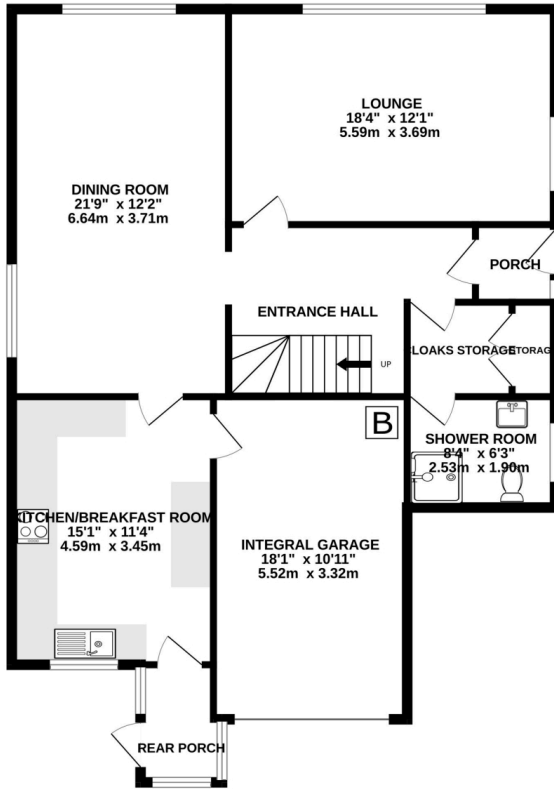 LOUNGE
18'4" x 12'1"
5.59m x 3.69m
DINING ROOM
21'9" x 12'2"
6.64m x 3.71m
PORCH
ENTRANCE HALL
UP
CLOAKS STORAGE
STORAGE
B
SHOWER ROOM
8'4" x 6'3"
2.53m x 1.90m
KITCHEN/BREAKFAST ROOM
15'1" x 11'4"
4.59m x 3.45m
INTEGRAL GARAGE
18'1" x 10'11"
5.52m x 3.32m
REAR PORCH